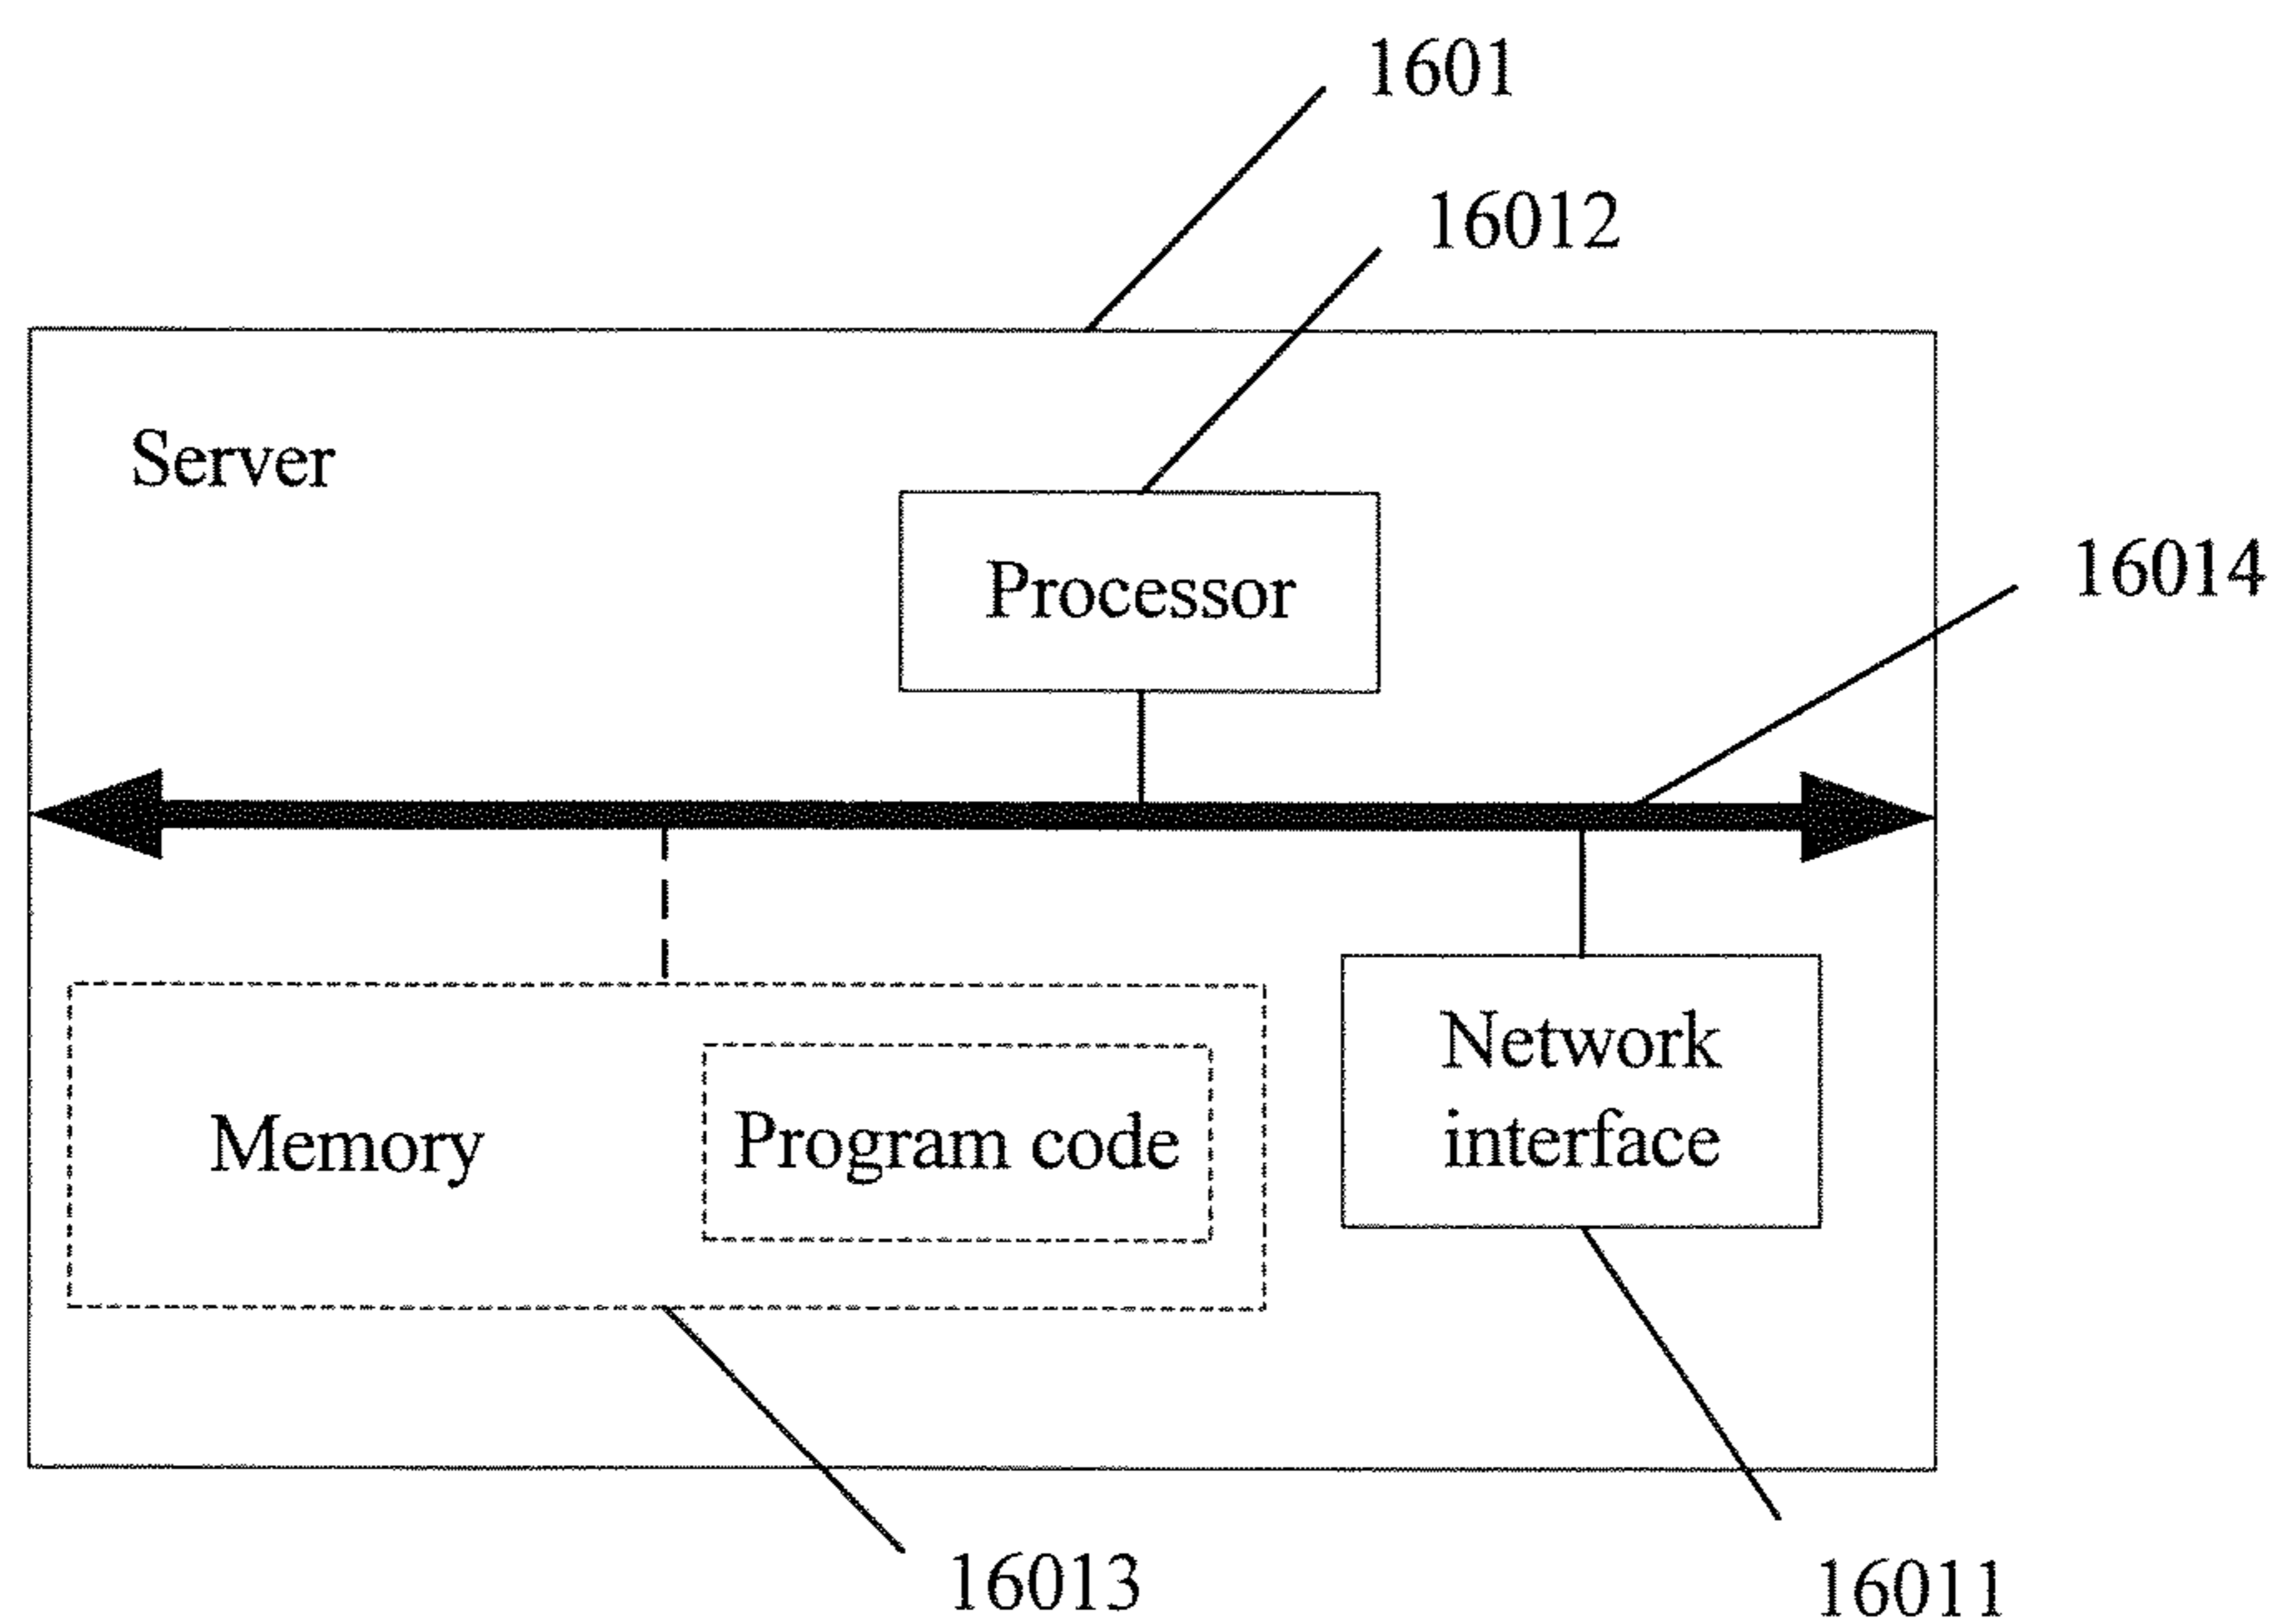 1601
16012
Server
16014
Processor
Network
interface
Memory
Program code
16013
16011